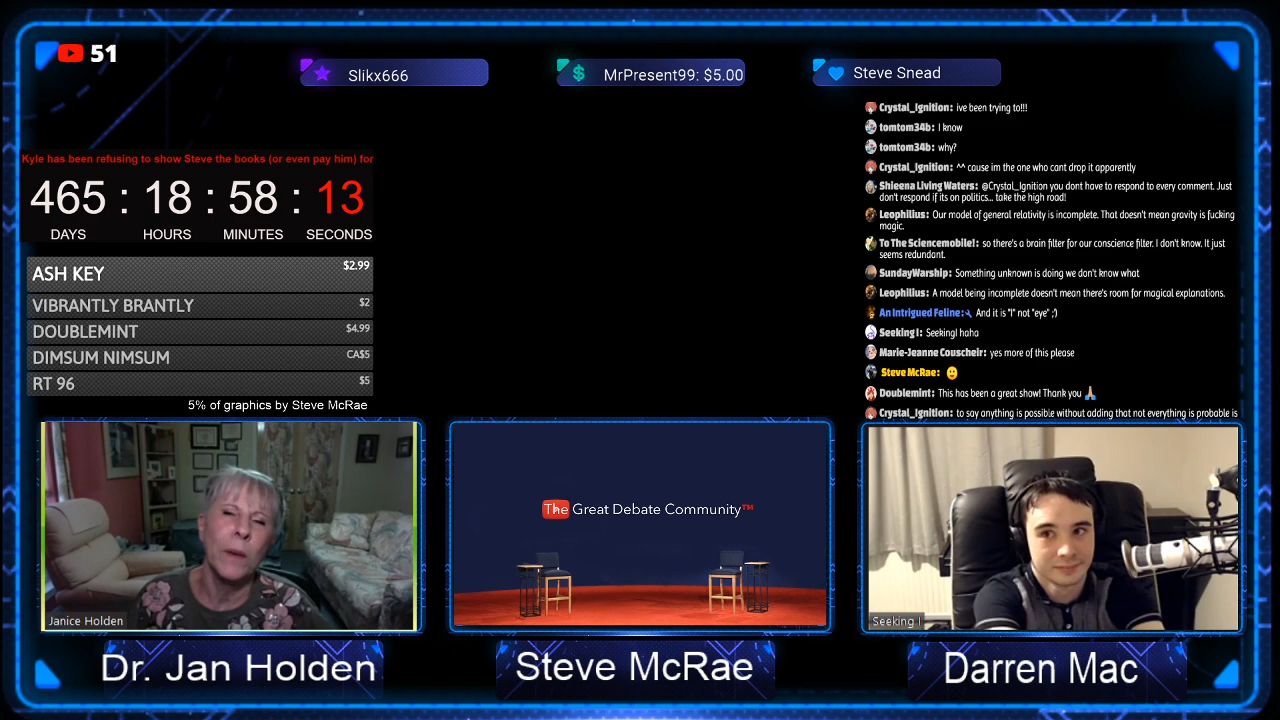 51
Slikx666
MrPresent99: $5.00
Steve Snead
Kyle has been refusing to show Steve the books (or even pay him) for
465 : 18 : 58 : 13
DAYS HOURS MINUTES SECONDS
ASH KEY $2.99
VIBRANTLY BRANTLY $2
DOUBLEMINT $4.99
DIMSUM NIMSUM CA$5
RT 96 $5
5% of graphics by Steve McRae
Crystal_Ignition: ive been trying to!!!
tomtom34b: I know
tomtom34b: why?
Crystal_Ignition: ^^ cause im the one who cant drop it apparently
Shieena Living Waters: @Crystal_Ignition you dont have to respond to every comment. Just
don't respond if its on politics... take the high road!
Leophilius: Our model of general relativity is incomplete. That doesn't mean gravity is fucking
magic.
To The Sciencemobile!: so there's a brain filter for our conscience filter. I don't know. It just
seems redundant.
SundayWarship: Something unknown is doing we don't know what
Leophilius: A model being incomplete doesn't mean there's room for magical explanations.
An Intrigued Feline: And it is "I" not "eye" ;')
Seeking I: SeekingI haha
Marie-Jeanne Couscheir: yes more of this please
Steve McRae: 🙂
Doublemint: This has been a great show! Thank you 🙏
Crystal_Ignition: to say anything is possible without adding that not everything is probable is
Janice Holden
The Great Debate Community™
Seeking I
Dr. Jan Holden
Steve McRae
Darren Mac